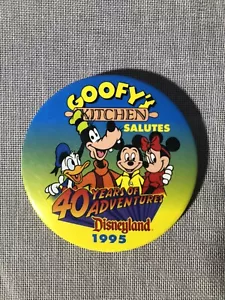 GOOFY's
KITCHEN
SALUTES
40 YEARS OF
ADVENTURES
Disneyland
1995